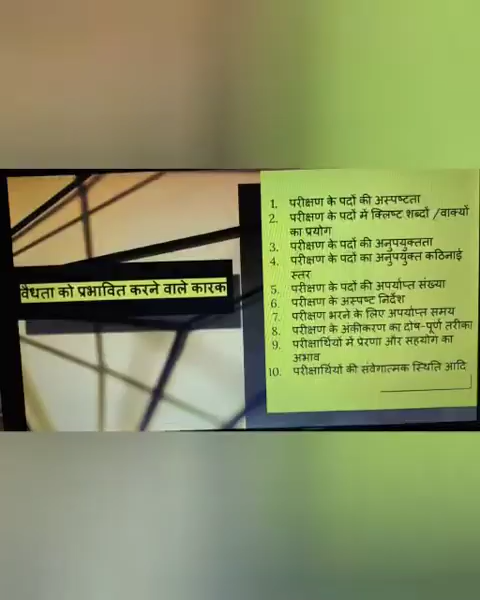 वैधता को प्रभावित करने वाले कारक
1. परीक्षण के पदों की अस्पष्टता
2. परीक्षण के पदों में क्लिष्ट शब्दों /वाक्यों
का प्रयोग
3. परीक्षण के पदों की अनुपयुक्तता
4. परीक्षण के पदों का अनुपयुक्त कठिनाई
स्तर
5. परीक्षण के पदों की अपर्याप्त संख्या
6. परीक्षण के अस्पष्ट निर्देश
7. परीक्षण भरने के लिए अपर्याप्त समय
8. परीक्षण के अंकीकरण का दोष-पूर्ण तरीका
9. परीक्षार्थियों में प्रेरणा और सहयोग का
अभाव
10. परीक्षार्थियों की संवेगात्मक स्थिति आदि